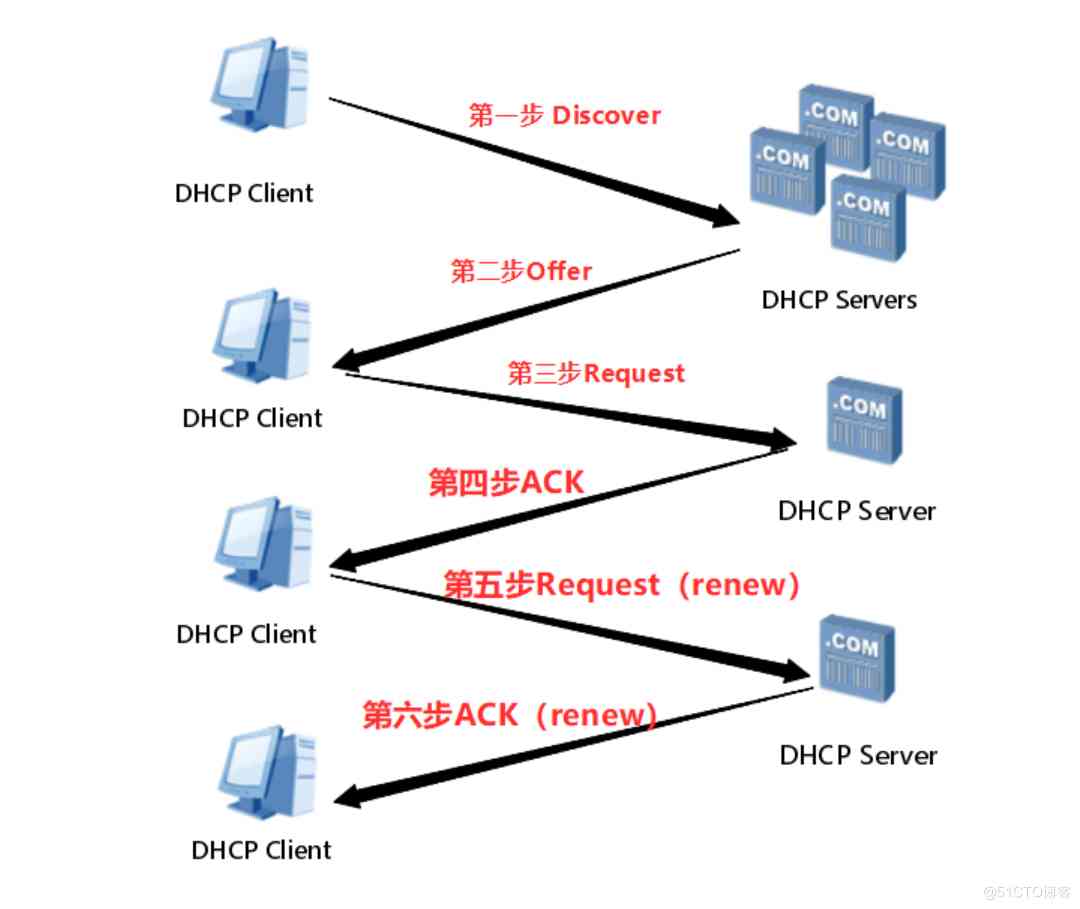 第一步 Discover
.COM
.COM
.COM
.COM
DHCP Client
DHCP Servers
第二步Offer
DHCP Client
第三步Request
.COM
DHCP Server
第四步ACK
DHCP Client
第五步Request（renew）
.COM
DHCP Server
第六步ACK（renew）
DHCP Client
@51CTO博客